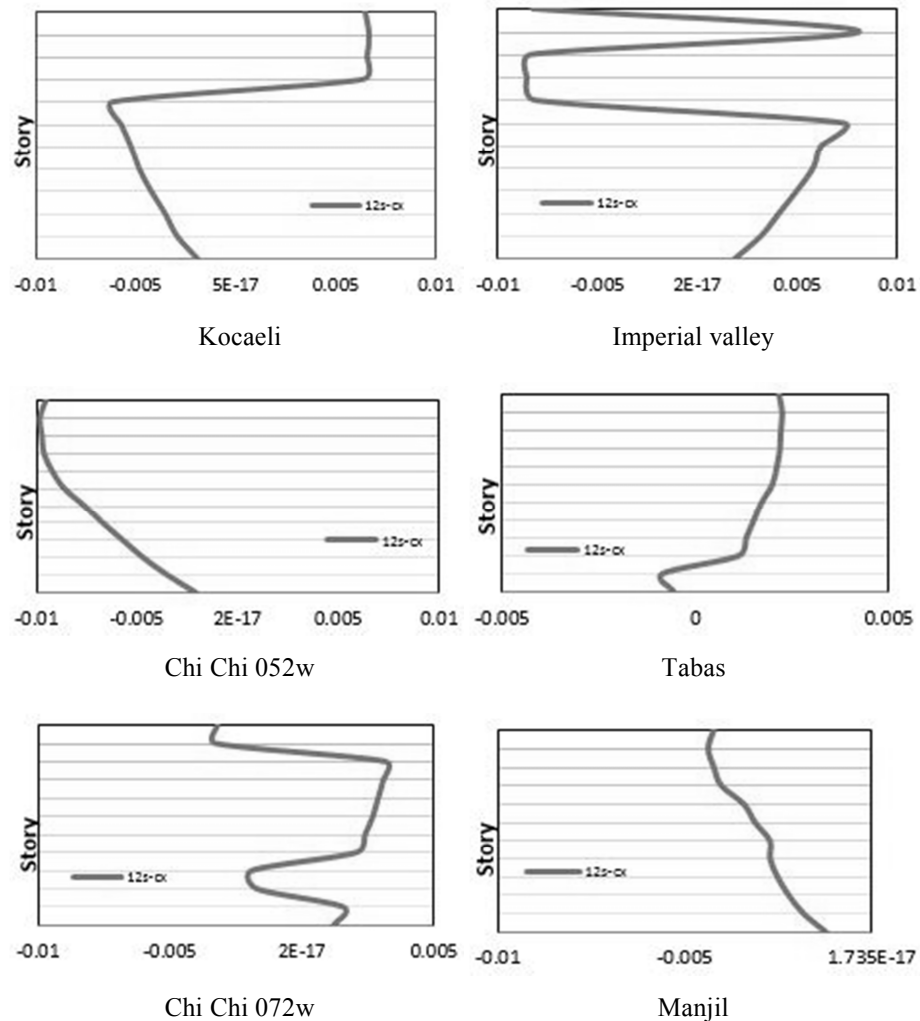 Story
12s-cx
-0.01 -0.005 5E-17 0.005 0.01
Kocaeli
Story
12s-cx
-0.01 -0.005 2E-17 0.005 0.01
Imperial valley
Story
12s-cx
-0.01 -0.005 2E-17 0.005 0.01
Chi Chi 052w
Story
12s-cx
-0.005 0 0.005
Tabas
Story
12s-cx
-0.01 -0.005 2E-17 0.005
Chi Chi 072w
Story
12s-cx
-0.01 -0.005 1.735E-17
Manjil